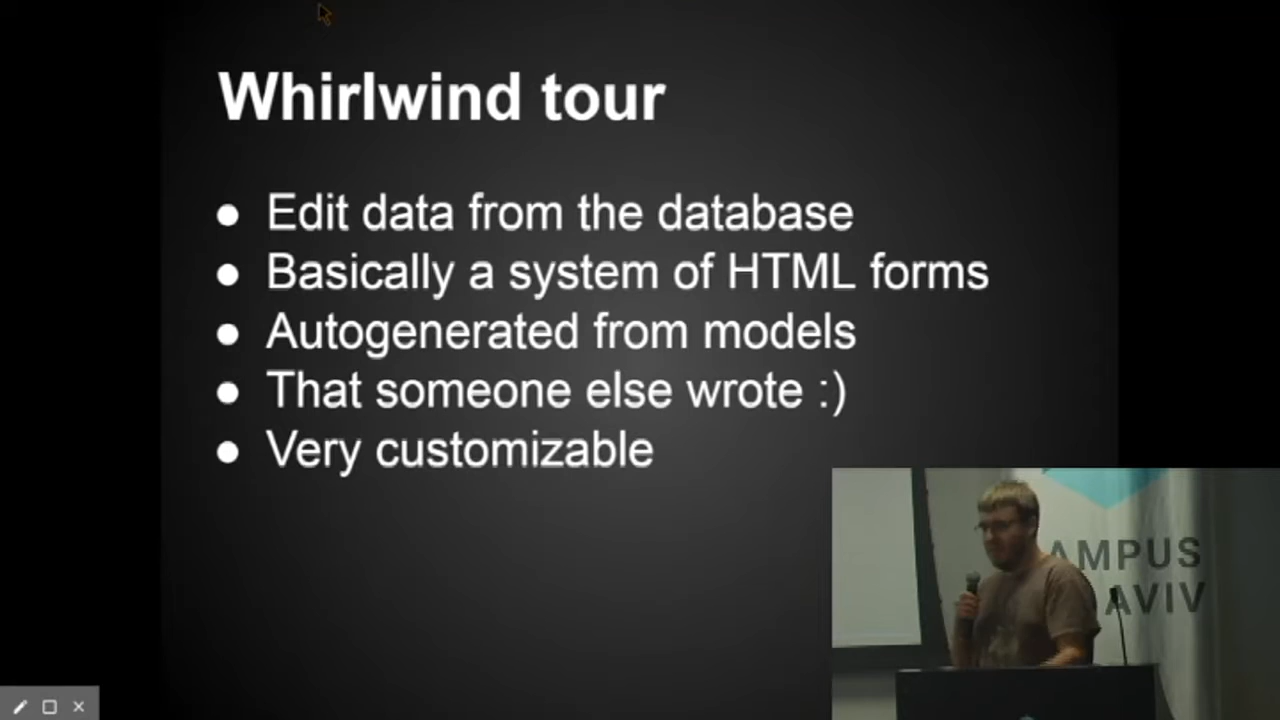 Whirlwind tour
● Edit data from the database
● Basically a system of HTML forms
● Autogenerated from models
● That someone else wrote :)
● Very customizable
AMPUS
AVIV